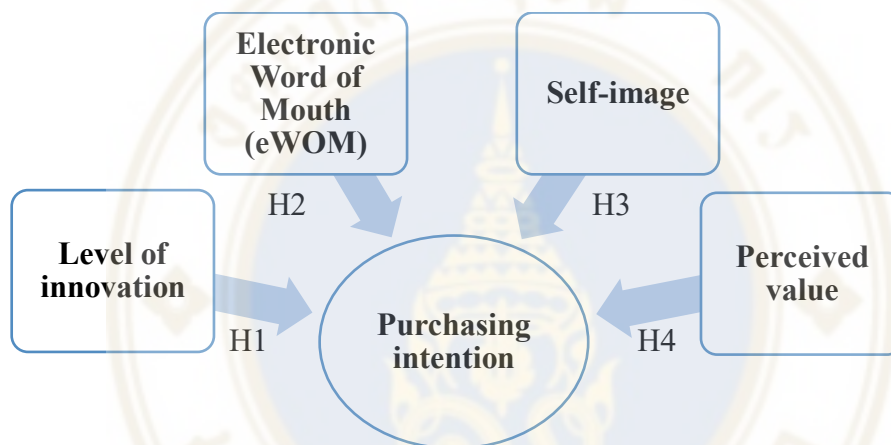 Electronic
Word of
Mouth
(eWOM)
Self-image
H2
H3
Level of
innovation
Perceived
value
H1
Purchasing
intention
H4